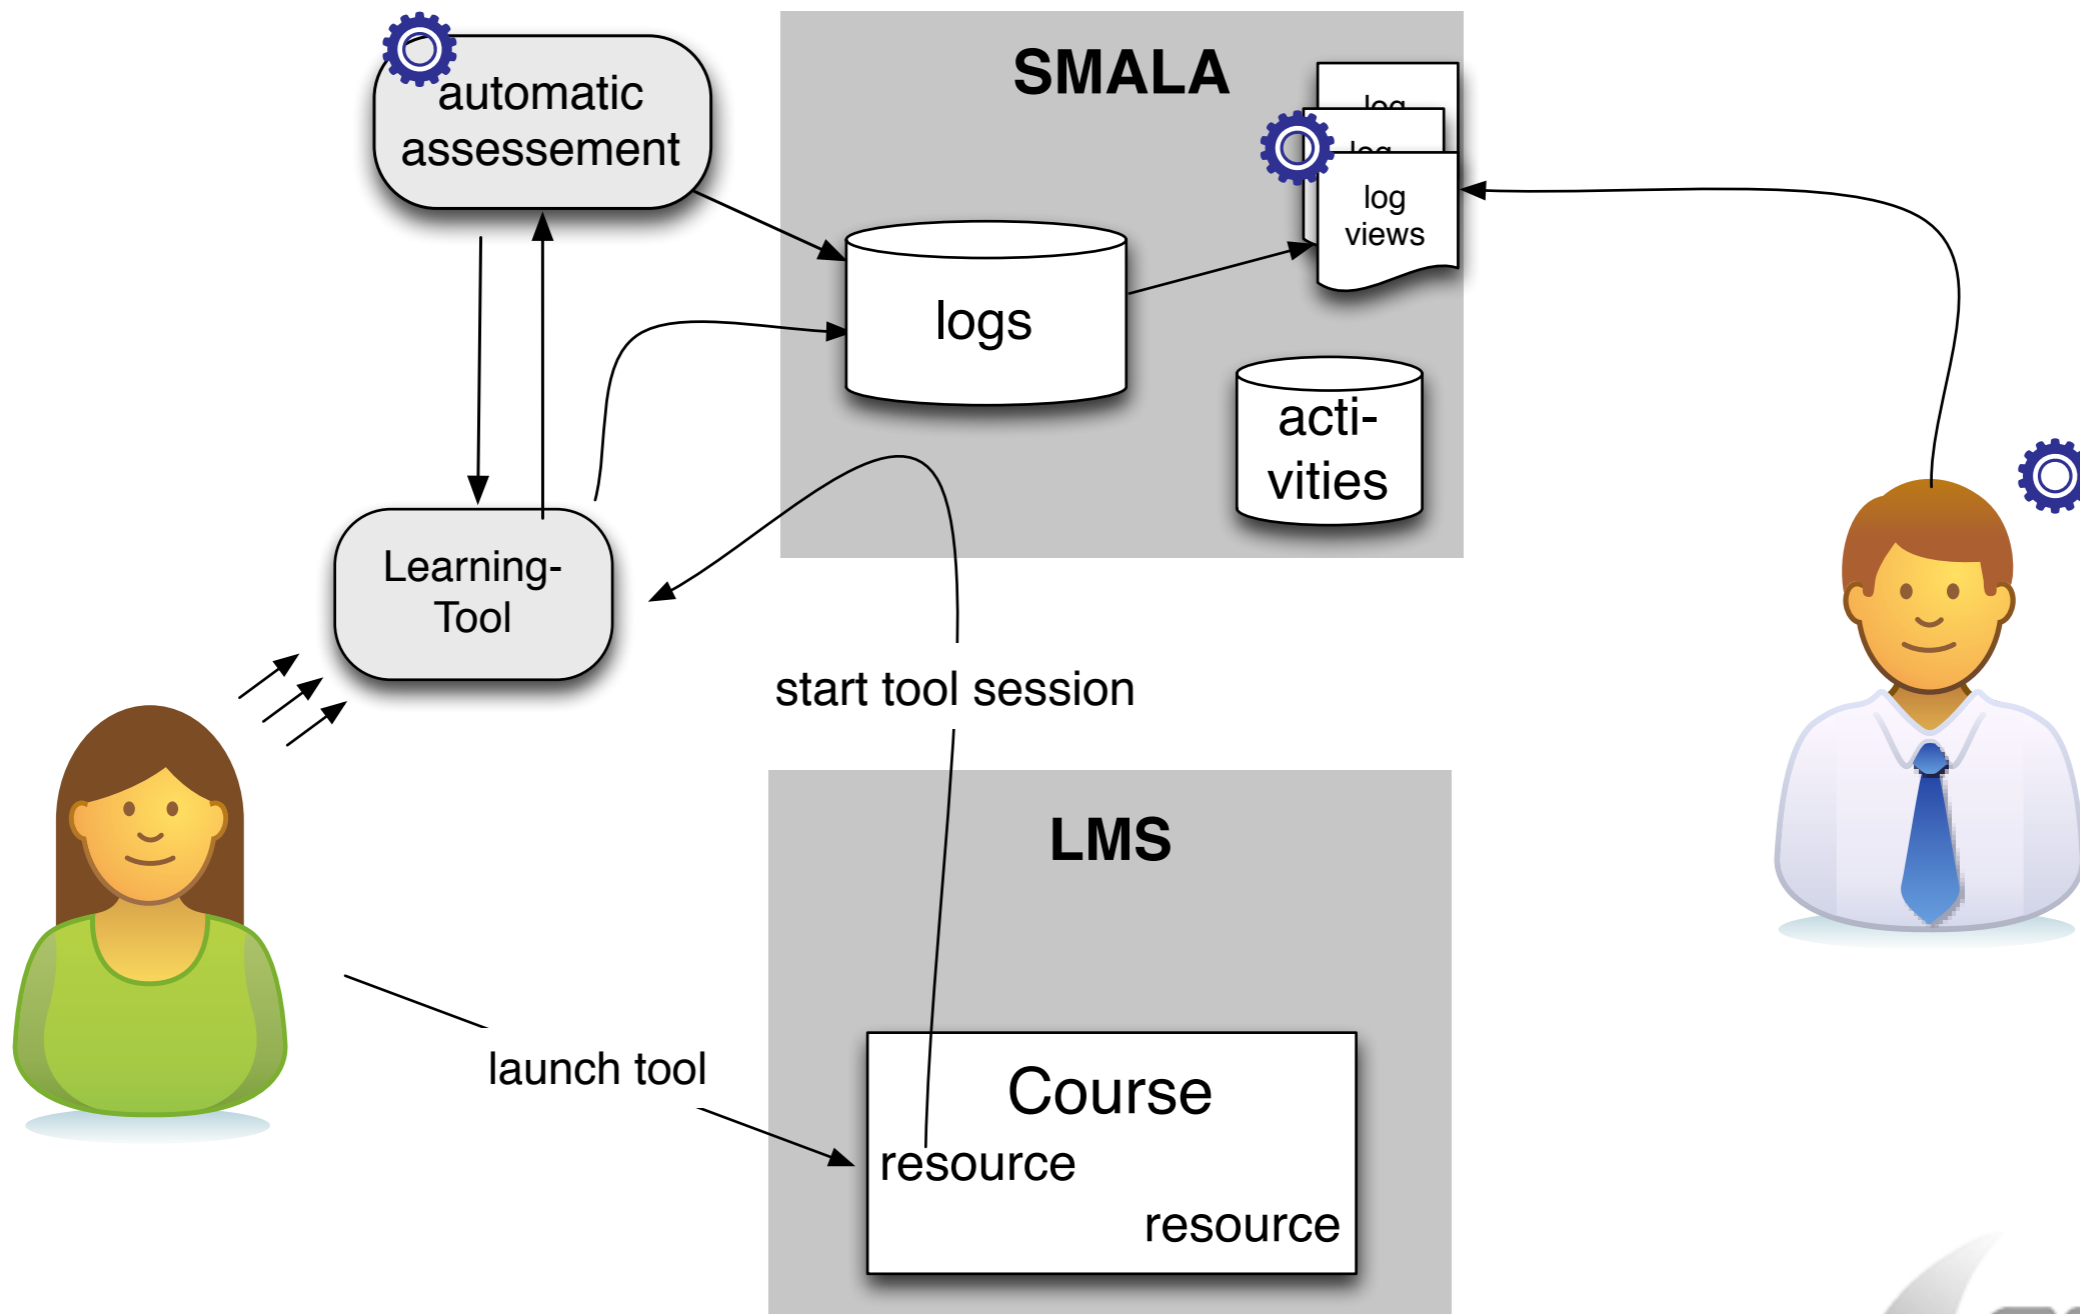 automatic
assessement
SMALA
log
log
log
views
logs
acti-
vities
Learning-
Tool
start tool session
LMS
launch tool
Course
resource
resource